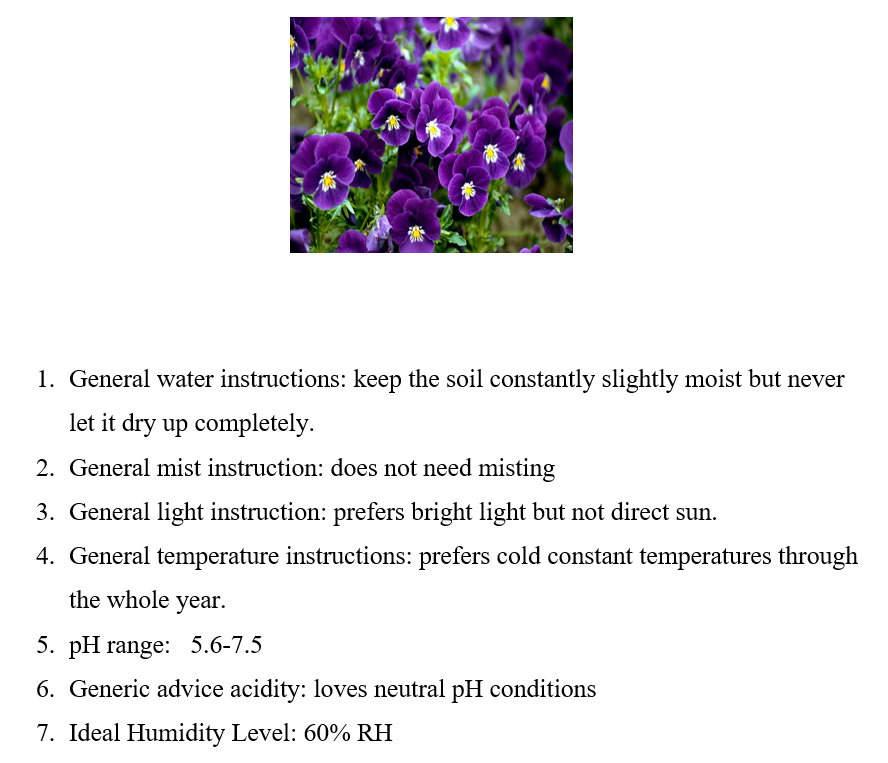 1. General water instructions: keep the soil constantly slightly moist but never
let it dry up completely.
2. General mist instruction: does not need misting
3. General light instruction: prefers bright light but not direct sun.
4. General temperature instructions: prefers cold constant temperatures through
the whole year.
5. pH range: 5.6-7.5
6. Generic advice acidity: loves neutral pH conditions
7. Ideal Humidity Level: 60% RH